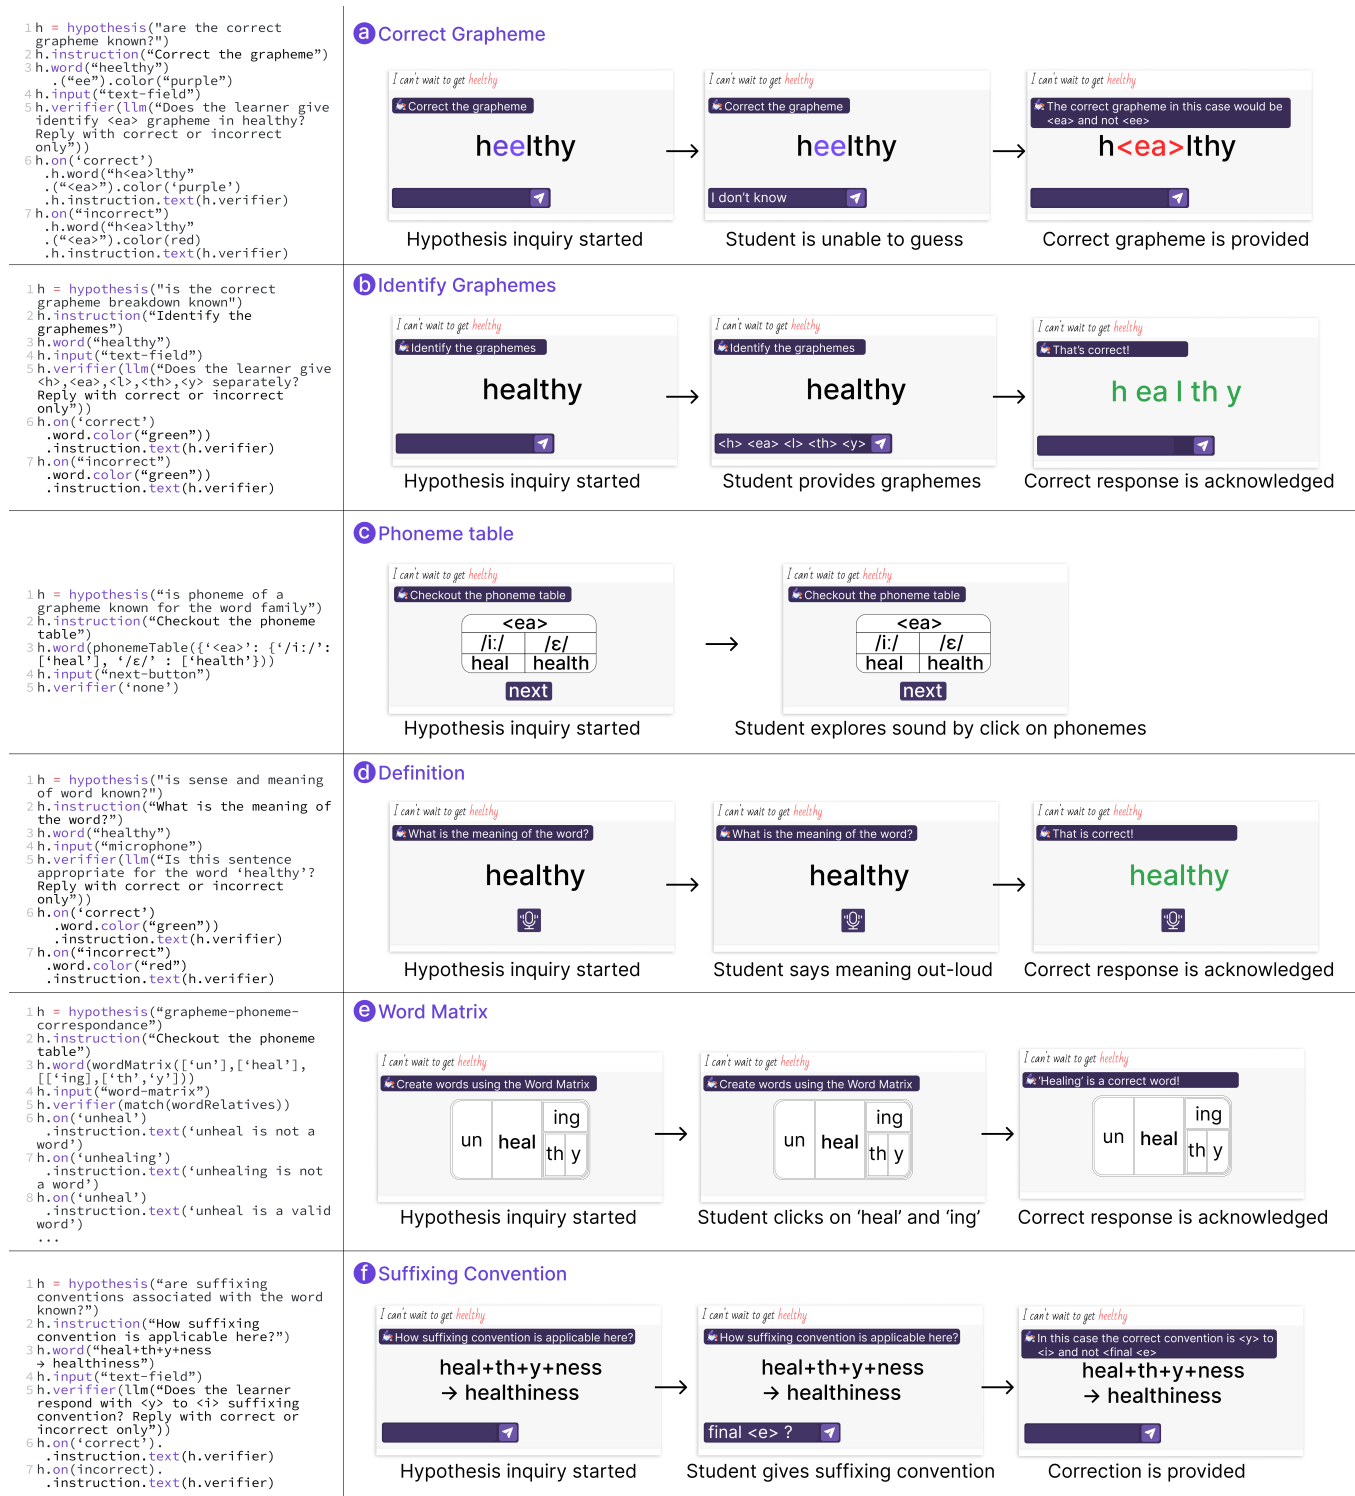 1 h = hypothesis("are the correct
grapheme known?")
2 h.instruction(“Correct the grapheme”)
3 h.word(“heelthy”)
.(“ee”).color(“purple”)
4 h.input(“text-field”)
5 h.verifier(llm(“Does the learner give
identify <ea> grapheme in healthy?
Reply with correct or incorrect
only”))
6 h.on(‘correct’)
.h.word(“h<ea>lthy”
.(“<ea>”).color(‘purple’)
.h.instruction.text(h.verifier)
7 h.on(“incorrect”)
.h.word(“h<ea>lthy”
.(“<ea>”).color(red)
.h.instruction.text(h.verifier)
a Correct Grapheme
I can't wait to get heelthy
Correct the grapheme
heelthy
Hypothesis inquiry started
I can't wait to get heelthy
Correct the grapheme
heelthy
I don't know
Student is unable to guess
I can't wait to get heelthy
The correct grapheme in this case would be
<ea> and not <ee>
h<ea>lthy
Correct grapheme is provided
1 h = hypothesis("is the correct
grapheme breakdown known")
2 h.instruction(“Identify the
graphemes”)
3 h.word(“healthy”)
4 h.input(“text-field”)
5 h.verifier(llm(“Does the learner give
<h>,<ea>,<l>,<th>,<y> separately?
Reply with correct or incorrect
only”))
6 h.on(‘correct’)
.word.color(“green”))
.instruction.text(h.verifier)
7 h.on(“incorrect”)
.word.color(“green”))
.instruction.text(h.verifier)
b Identify Graphemes
I can't wait to get heelthy
Identify the graphemes
healthy
Hypothesis inquiry started
I can't wait to get heelthy
Identify the graphemes
healthy
<h> <ea> <l> <th> <y>
Student provides graphemes
I can't wait to get heelthy
That's correct!
h ea l th y
Correct response is acknowledged
1 h = hypothesis(“is phoneme of a
grapheme known for the word family”)
2 h.instruction(“Checkout the phoneme
table”)
3 h.word(phonemeTable({‘<ea>’: {‘/i:/’:
[‘heal’], ‘/ɛ/’ : [‘health’}))
4 h.input(“next-button”)
5 h.verifier(‘none’)
c Phoneme table
I can't wait to get heelthy
Checkout the phoneme table
<ea>
/i:/ /ɛ/
heal health
next
Hypothesis inquiry started
I can't wait to get heelthy
Checkout the phoneme table
<ea>
/i:/ /ɛ/
heal health
next
Student explores sound by click on phonemes
1 h = hypothesis("is sense and meaning
of word known?")
2 h.instruction(“What is the meaning of
the word?”)
3 h.word(“healthy”)
4 h.input(“microphone”)
5 h.verifier(llm(“Is this sentence
appropriate for the word ‘healthy’?
Reply with correct or incorrect
only”))
6 h.on(‘correct’)
.word.color(“green”))
.instruction.text(h.verifier)
7 h.on(“incorrect”)
.word.color(“red”)
.instruction.text(h.verifier)
d Definition
I can't wait to get heelthy
What is the meaning of the word?
healthy
Hypothesis inquiry started
I can't wait to get heelthy
What is the meaning of the word?
healthy
Student says meaning out-loud
I can't wait to get heelthy
That is correct!
healthy
Correct response is acknowledged
1 h = hypothesis(“grapheme-phoneme-
correspondance”)
2 h.instruction(“Checkout the phoneme
table”)
3 h.word(wordMatrix([‘un’],[‘heal’],
[[‘ing],[‘th’,‘y’]))
4 h.input(“word-matrix”)
5 h.verifier(match(wordRelatives))
6 h.on(‘unheal’)
.instruction.text(‘unheal is not a
word’)
7 h.on(‘unhealing’)
.instruction.text(‘unhealing is not
a word’)
8 h.on(‘unheal’)
.instruction.text(‘unheal is a valid
word’)
...
e Word Matrix
I can't wait to get heelthy
Create words using the Word Matrix
un heal ing
th y
Hypothesis inquiry started
I can't wait to get heelthy
Create words using the Word Matrix
un heal ing
th y
Student clicks on ‘heal’ and ‘ing’
I can't wait to get heelthy
‘Healing’ is a correct word!
un heal ing
th y
Correct response is acknowledged
1 h = hypothesis(“are suffixing
conventions associated with the word
known?”)
2 h.instruction(“How suffixing
convention is applicable here?”)
3 h.word(“heal+th+y+ness
→ healthiness”)
4 h.input(“text-field”)
5 h.verifier(llm(“Does the learner
respond with <y> to <i> suffixing
convention? Reply with correct or
incorrect only”))
6 h.on(‘correct’).
.instruction.text(h.verifier)
7 h.on(incorrect).
.instruction.text(h.verifier)
f Suffixing Convention
I can't wait to get heelthy
How suffixing convention is applicable here?
heal+th+y+ness
→ healthiness
Hypothesis inquiry started
I can't wait to get heelthy
How suffixing convention is applicable here?
heal+th+y+ness
→ healthiness
final <e> ?
Student gives suffixing convention
I can't wait to get heelthy
In this case the correct convention is <y> to
<i> and not <final <e>
heal+th+y+ness
→ healthiness
Correction is provided